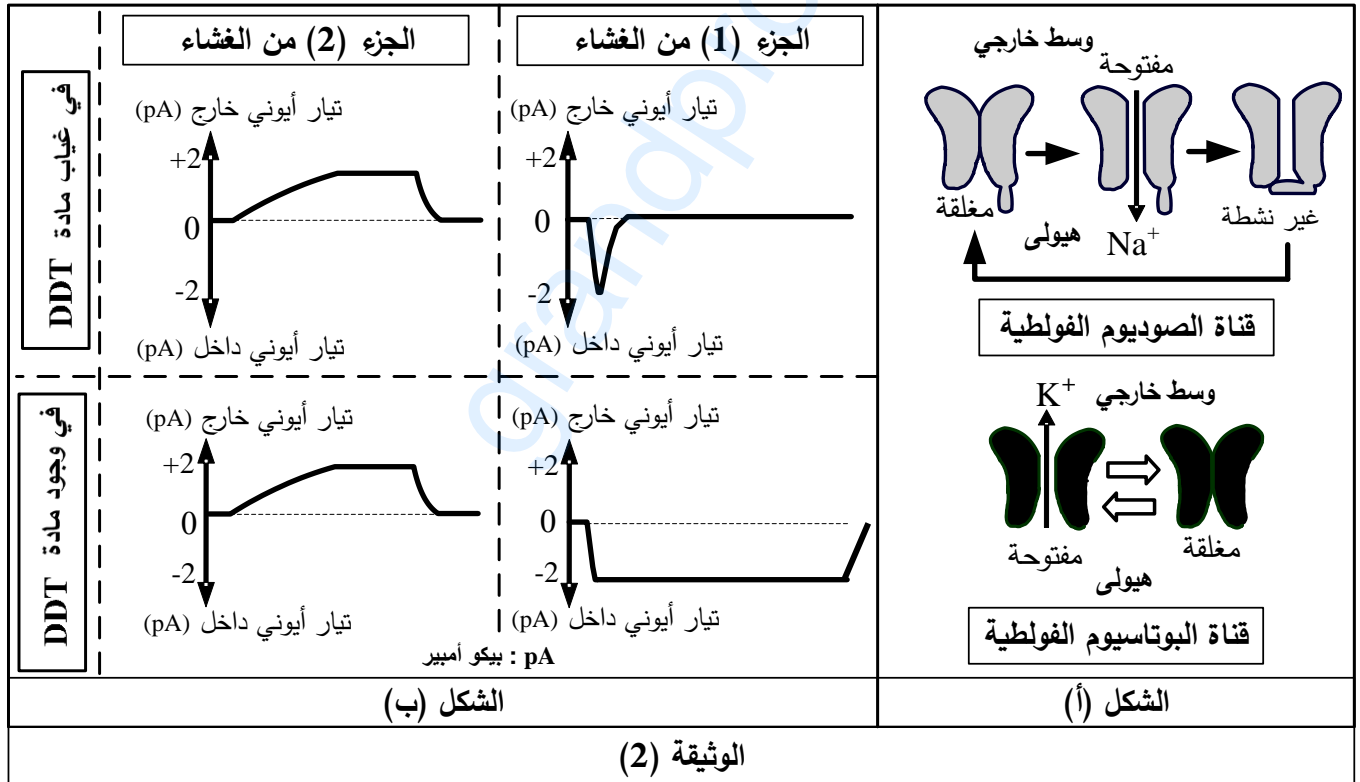 وسط خارجي
مفتوحة
مغلقة
هيولى
Na⁺
غير نشطة
قناة الصوديوم الفولطية
وسط خارجي
K⁺
مفتوحة
مغلقة
هيولى
قناة البوتاسيوم الفولطية
الشكل (أ)
الجزء (1) من الغشاء
الجزء (2) من الغشاء
في غياب مادة DDT
تيار أيوني خارج (pA)
+2
0
-2
تيار أيوني داخل (pA)
تيار أيوني خارج (pA)
+2
0
-2
تيار أيوني داخل (pA)
في وجود مادة DDT
تيار أيوني خارج (pA)
+2
0
-2
تيار أيوني داخل (pA)
تيار أيوني خارج (pA)
+2
0
-2
تيار أيوني داخل (pA)
pA : بيكو أمبير
الشكل (ب)
الوثيقة (2)